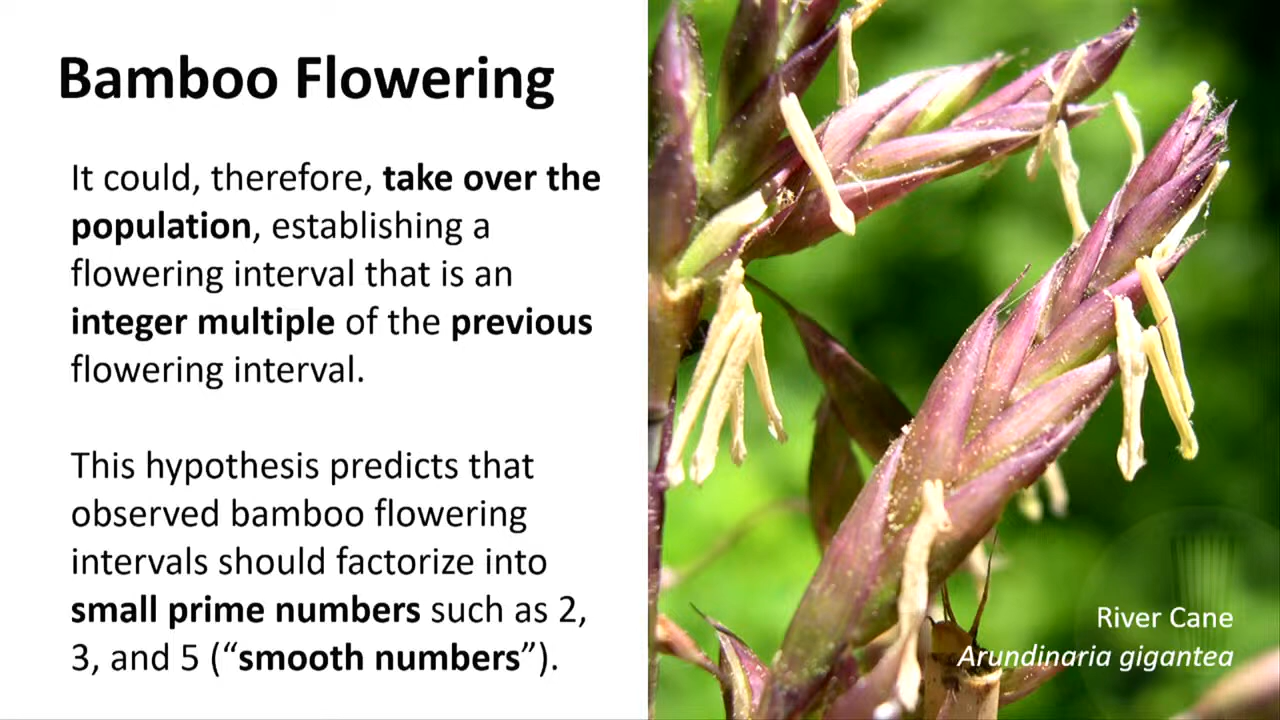 Bamboo Flowering
It could, therefore, take over the
population, establishing a
flowering interval that is an
integer multiple of the previous
flowering interval.
This hypothesis predicts that
observed bamboo flowering
intervals should factorize into
small prime numbers such as 2,
3, and 5 (“smooth numbers”).
River Cane
Arundinaria gigantea